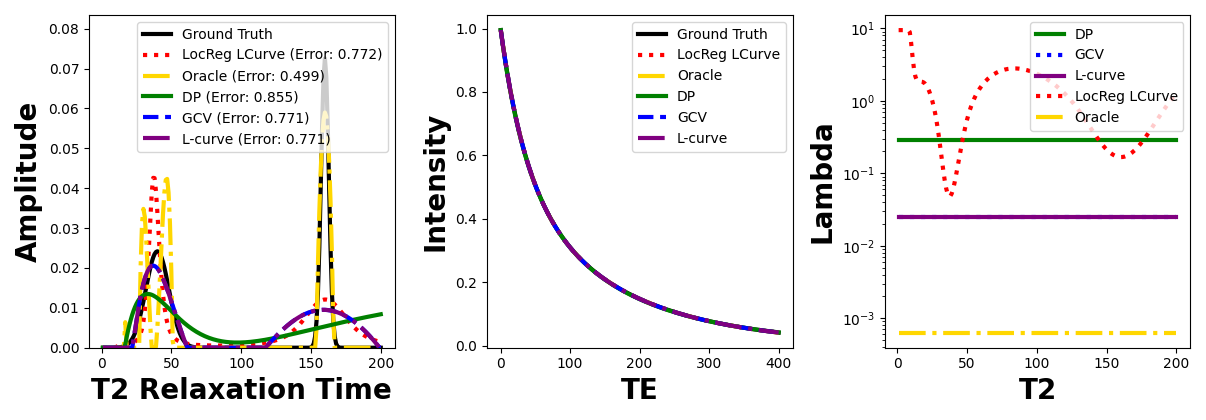 Amplitude
0.08
0.07
0.06
0.05
0.04
0.03
0.02
0.01
0.00
Ground Truth
LocReg LCurve (Error: 0.772)
Oracle (Error: 0.499)
DP (Error: 0.855)
GCV (Error: 0.771)
L-curve (Error: 0.771)
0 50 100 150 200
T2 Relaxation Time
Intensity
1.0
0.8
0.6
0.4
0.2
0.0
Ground Truth
LocReg LCurve
Oracle
DP
GCV
L-curve
0 100 200 300 400
TE
Lambda
10¹
10⁰
10⁻¹
10⁻²
10⁻³
DP
GCV
L-curve
LocReg LCurve
Oracle
0 50 100 150 200
T2